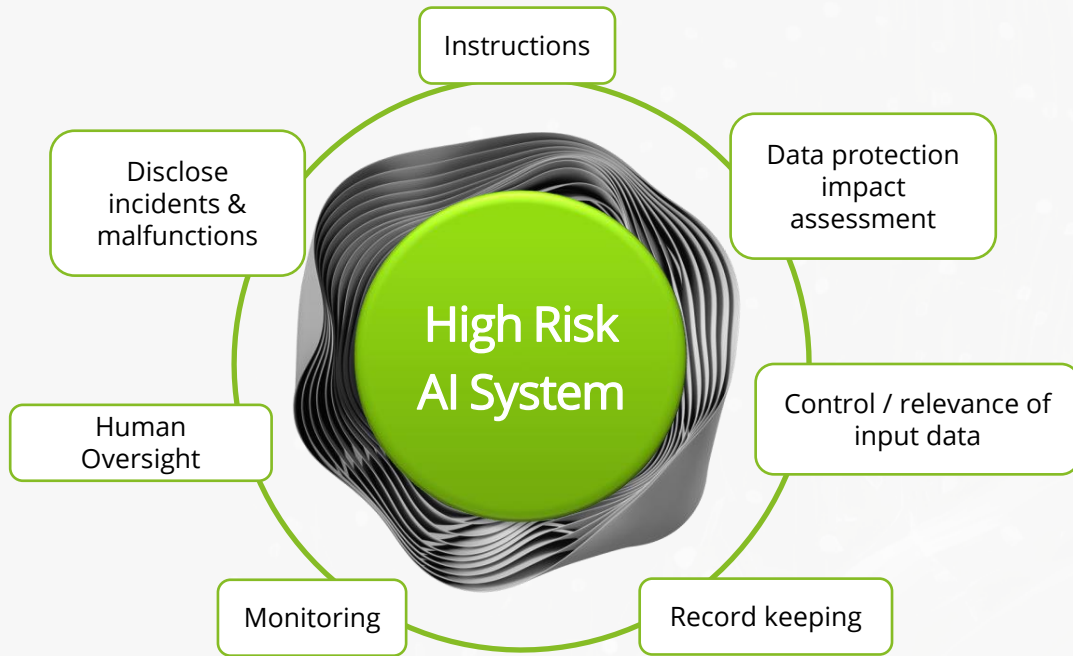 Instructions
Disclose
incidents &
malfunctions
Data protection
impact
assessment
High Risk
AI System
Human
Oversight
Control / relevance of
input data
Monitoring
Record keeping